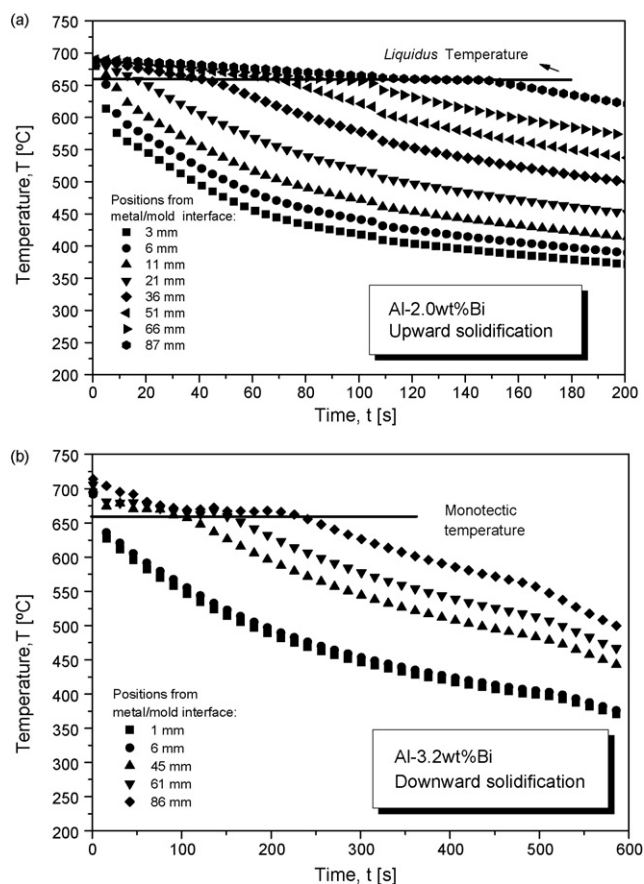 (a)
750
700
650
600
550
500
450
400
350
300
250
200
Temperature,T [ºC]
Liquidus Temperature
Positions from
metal/mold interface:
3 mm
6 mm
11 mm
21 mm
36 mm
51 mm
66 mm
87 mm
Al-2.0wt%Bi
Upward solidification
0 20 40 60 80 100 120 140 160 180 200
Time, t [s]
(b)
750
700
650
600
550
500
450
400
350
300
250
200
Temperature,T [ºC]
Monotectic
temperature
Positions from
metal/mold interface:
1 mm
6 mm
45 mm
61 mm
86 mm
Al-3.2wt%Bi
Downward solidification
0 100 200 300 400 500 600
Time, t [s]